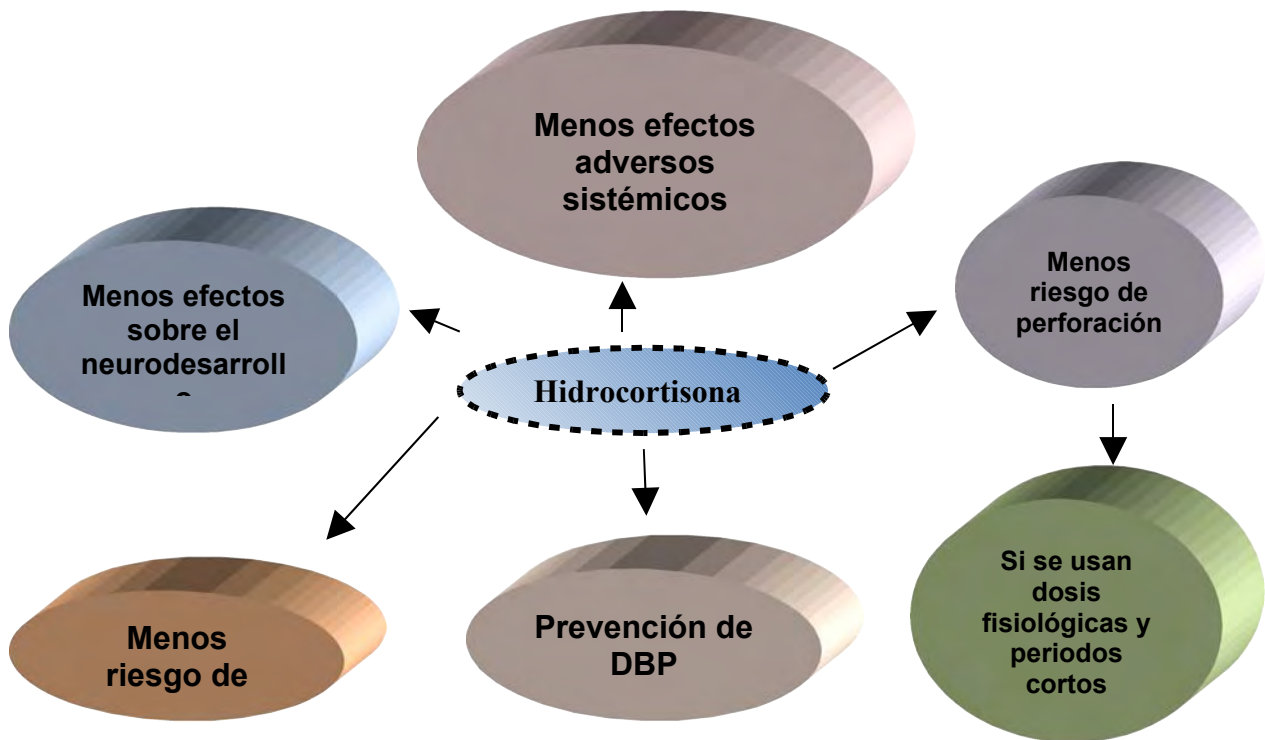 Menos efectos
adversos
sistémicos
Menos efectos
sobre el
neurodesarroll
Menos
riesgo de
perforación
Hidrocortisona
Menos
riesgo de
Prevención de
DBP
Si se usan
dosis
fisiológicas y
periodos
cortos